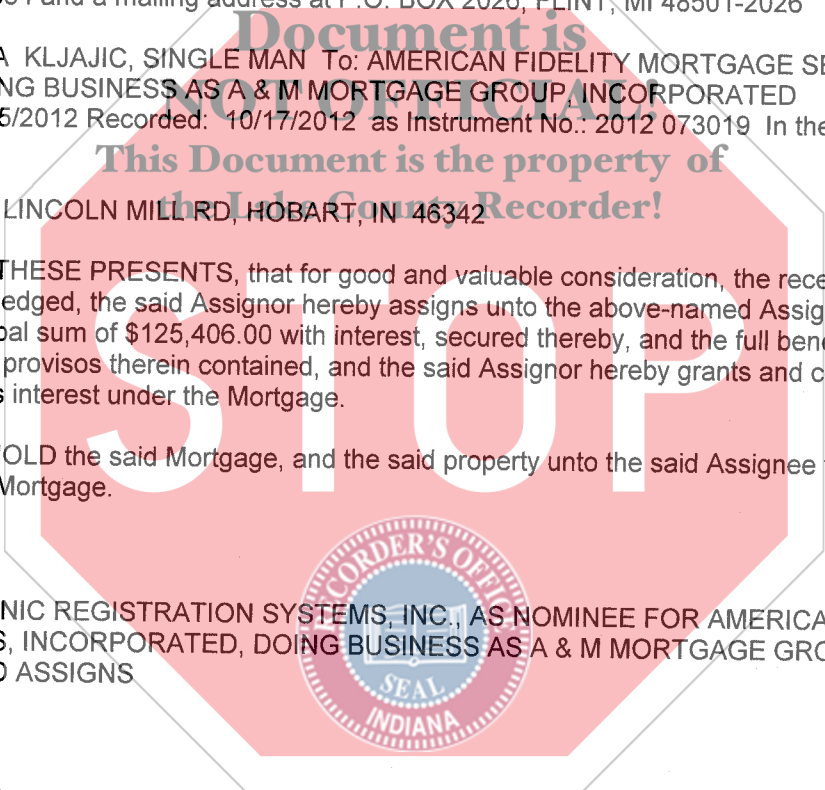 and a mailing address at P.O. BOX 2026, FLINT, MI 48501-2026
Document is
KLJAJIC, SINGLE MAN To: AMERICAN FIDELITY MORTGAGE SE
NG BUSINESS AS A & M MORTGAGE GROUP, INCORPORATED
NOT OFFICIAL!
5/2012 Recorded: 10/17/2012 as Instrument No.: 2012 073019 In the
This Document is the property of
the Lake County Recorder!
LINCOLN MILL RD, HOBART, IN 46342
THESE PRESENTS, that for good and valuable consideration, the rece
edged, the said Assignor hereby assigns unto the above-named Assig
pal sum of $125,406.00 with interest, secured thereby, and the full bene
provisos therein contained, and the said Assignor hereby grants and c
s interest under the Mortgage.
STOP
OLD the said Mortgage, and the said property unto the said Assignee
Mortgage.
RECORDER'S OFFICE
NIC REGISTRATION SYSTEMS, INC., AS NOMINEE FOR AMERICA
S, INCORPORATED, DOING BUSINESS AS A & M MORTGAGE GRO
ASSIGNS
SEAL
INDIANA